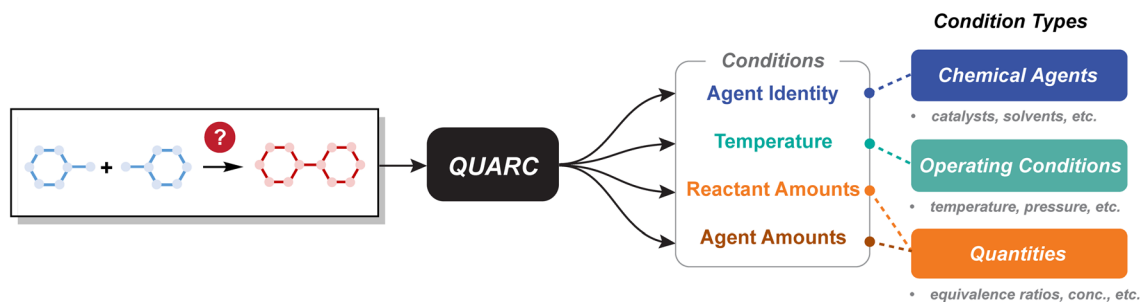 Condition Types
Conditions
Agent Identity
Temperature
Reactant Amounts
Agent Amounts
?
+
QUARC
Chemical Agents
• catalysts, solvents, etc.
Operating Conditions
• temperature, pressure, etc.
Quantities
• equivalence ratios, conc., etc.